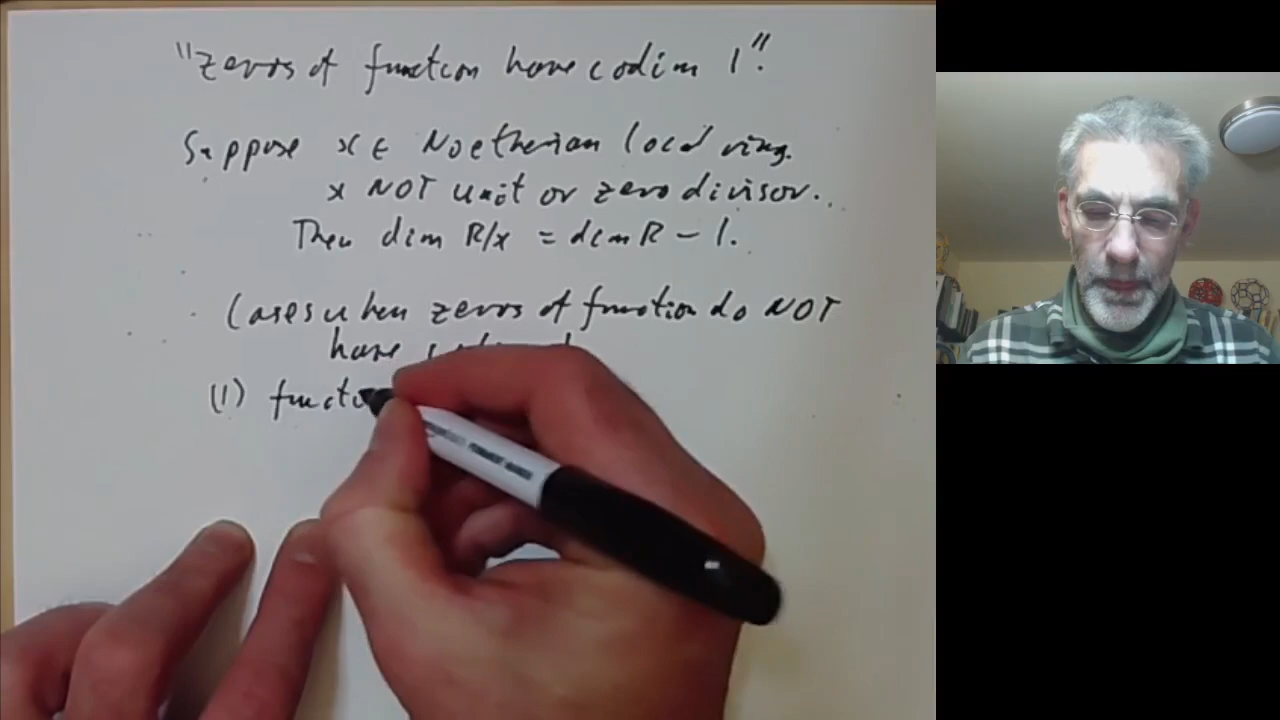 "Zeros of function have codim 1".
Suppose x ∈ Noetherian local ring.
x NOT unit or zero divisor.
Then dim R/x = dim R - 1.
Cases when zeros of function do NOT
have
(1) functio